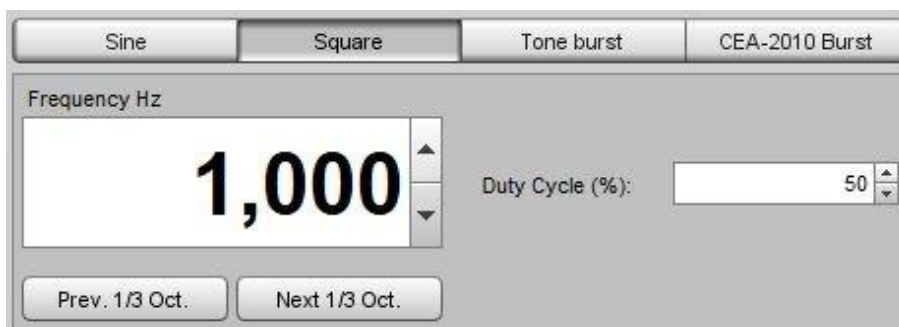 Sine Square Tone burst CEA-2010 Burst
Frequency Hz
1,000
Duty Cycle (%): 50
Prev. 1/3 Oct. Next 1/3 Oct.